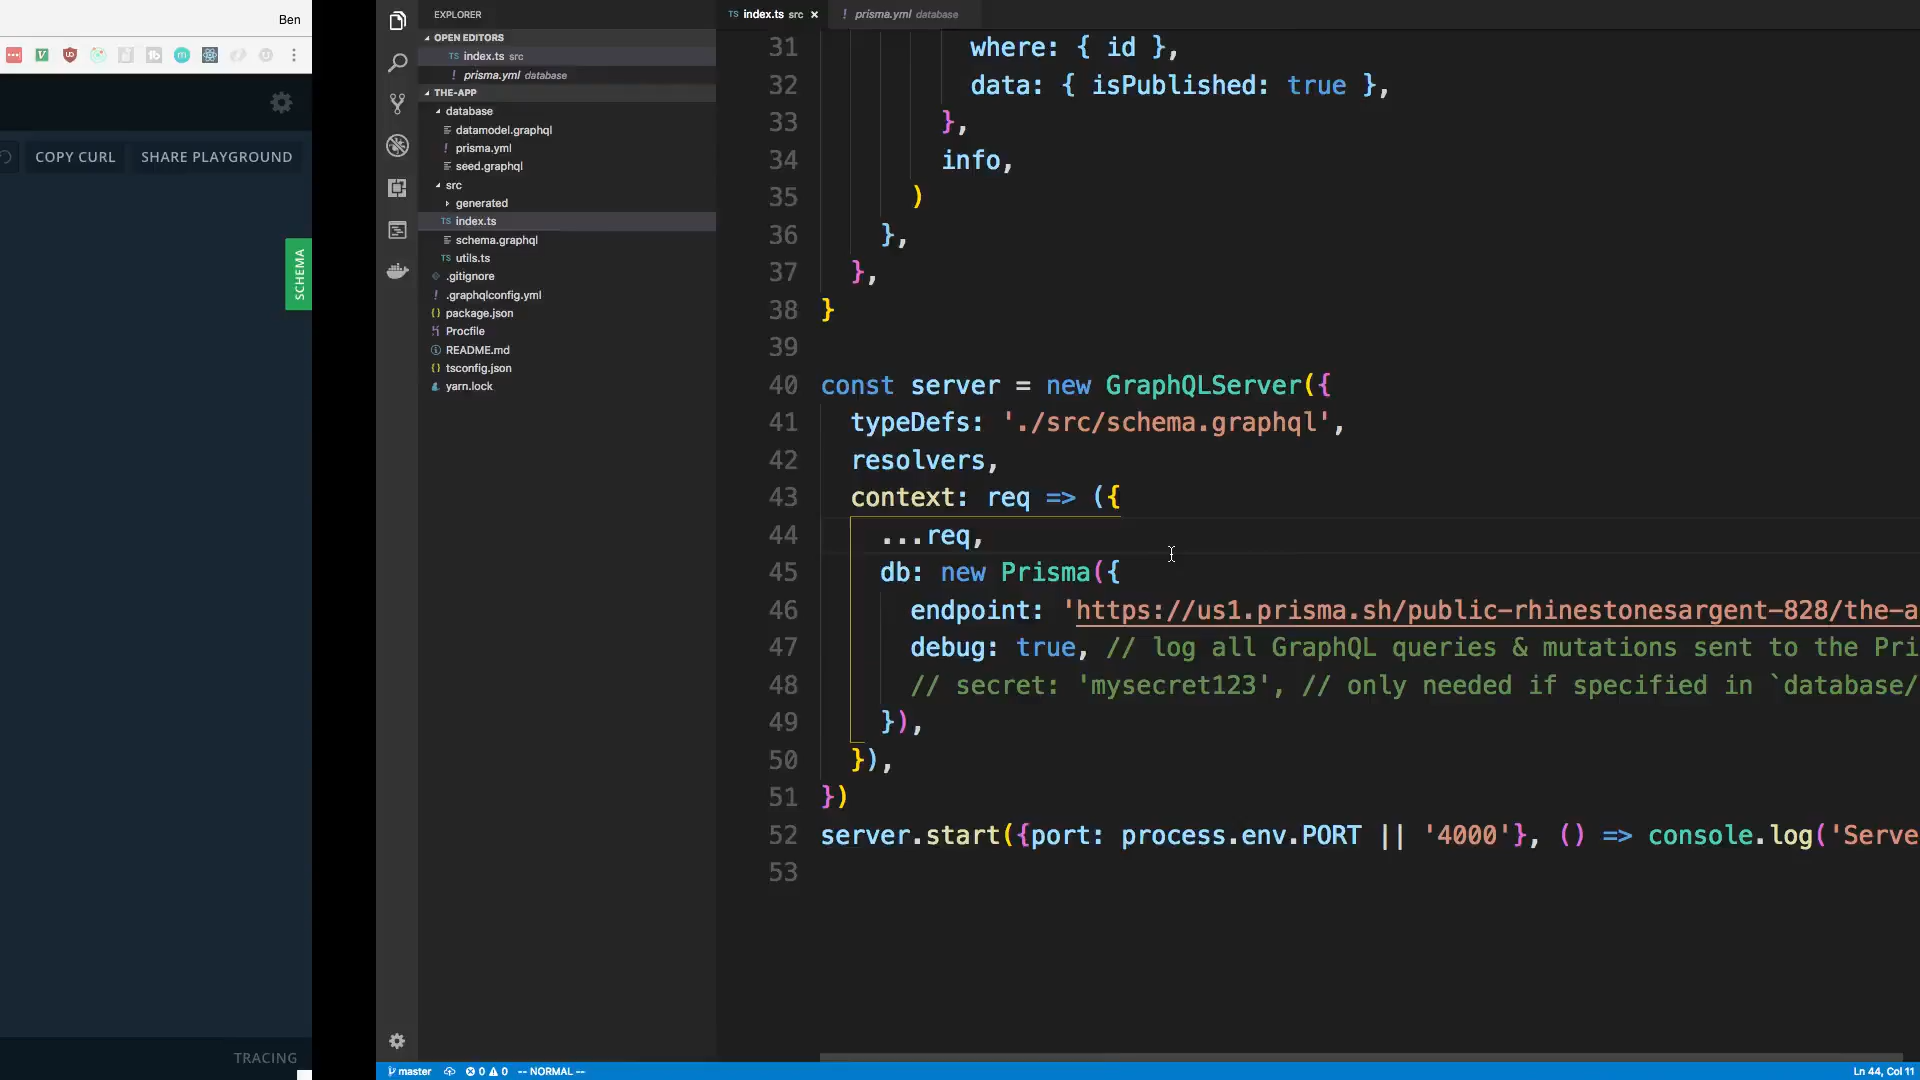 Ben
COPY CURL
SHARE PLAYGROUND
SCHEMA
TRACING
EXPLORER
OPEN EDITORS
TS index.ts src
! prisma.yml database
THE-APP
database
datamodel.graphql
! prisma.yml
seed.graphql
src
generated
TS index.ts
schema.graphql
TS utils.ts
.gitignore
! .graphqlconfig.yml
{} package.json
Procfile
README.md
{} tsconfig.json
yarn.lock
TS index.ts src ×
! prisma.yml database
31 where: { id },
32 data: { isPublished: true },
33 },
34 info,
35 )
36 },
37 },
38 }
39
40 const server = new GraphQLServer({
41 typeDefs: './src/schema.graphql',
42 resolvers,
43 context: req => ({
44 ...req,
45 db: new Prisma({
46 endpoint: 'https://us1.prisma.sh/public-rhinestonesargent-828/the-a
47 debug: true, // log all GraphQL queries & mutations sent to the Pri
48 // secret: 'mysecret123', // only needed if specified in `database/
49 }),
50 }),
51 })
52 server.start({port: process.env.PORT || '4000'}, () => console.log('Serve
53
master 0 0 -- NORMAL --
Ln 44, Col 11